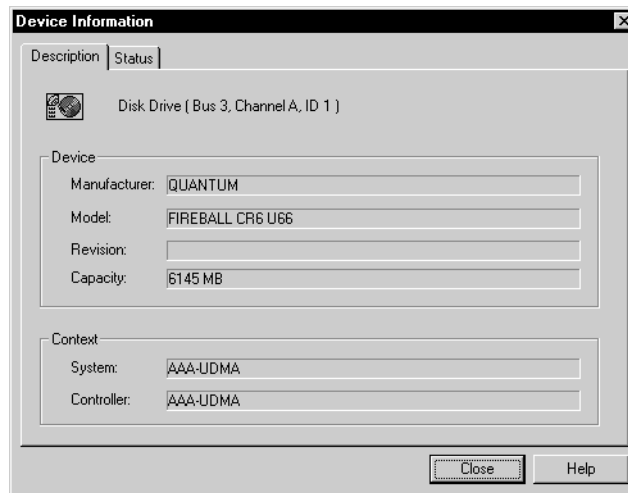 Device Information
Description Status
Disk Drive ( Bus 3, Channel A, ID 1 )
Device
Manufacturer: QUANTUM
Model: FIREBALL CR6 U66
Revision:
Capacity: 6145 MB
Context
System: AAA-UDMA
Controller: AAA-UDMA
Close Help